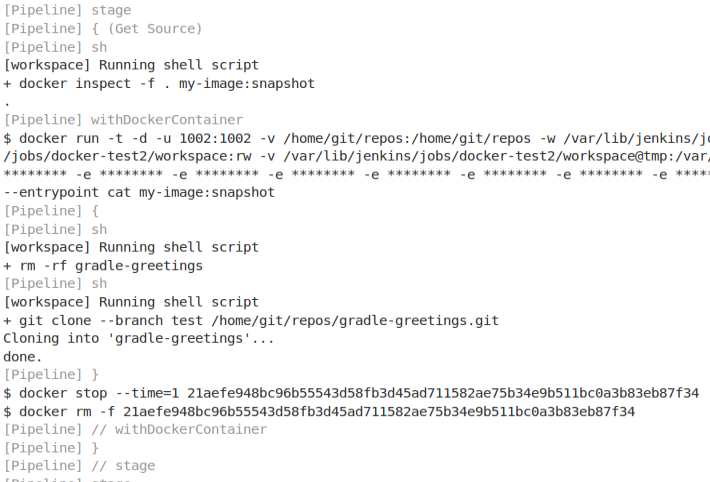 [Pipeline] stage
[Pipeline] { (Get Source)
[Pipeline] sh
[workspace] Running shell script
+ docker inspect -f . my-image:snapshot
.
[Pipeline] withDockerContainer
$ docker run -t -d -u 1002:1002 -v /home/git/repos:/home/git/repos -w /var/lib/jenkins/jo
/jobs/docker-test2/workspace:rw -v /var/lib/jenkins/jobs/docker-test2/workspace@tmp:/var/
******** -e ******** -e ******** -e ******** -e ******** -e ******** -e ******** -e ****
--entrypoint cat my-image:snapshot
[Pipeline] {
[Pipeline] sh
[workspace] Running shell script
+ rm -rf gradle-greetings
[Pipeline] sh
[workspace] Running shell script
+ git clone --branch test /home/git/repos/gradle-greetings.git
Cloning into 'gradle-greetings'...
done.
[Pipeline] }
$ docker stop --time=1 21aefe948bc96b55543d58fb3d45ad711582ae75b34e9b511bc0a3b83eb87f34
$ docker rm -f 21aefe948bc96b55543d58fb3d45ad711582ae75b34e9b511bc0a3b83eb87f34
[Pipeline] // withDockerContainer
[Pipeline] }
[Pipeline] // stage
[Pipeline] stage